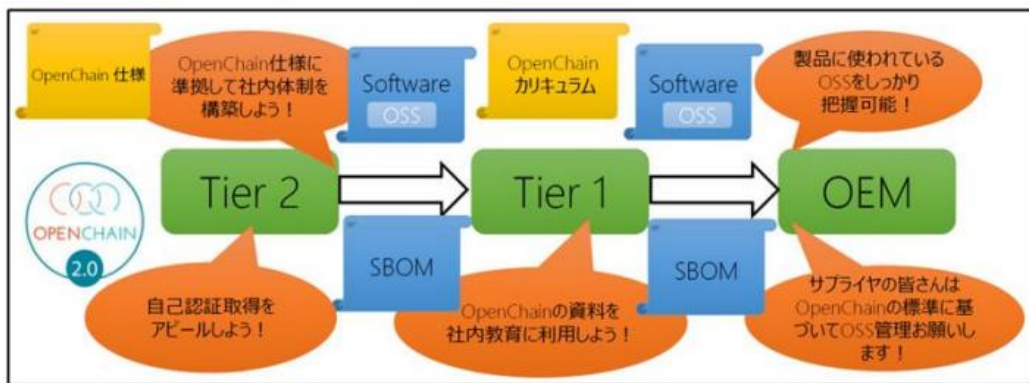 OpenChain 仕様
OpenChain仕様に
準拠して社内体制を
構築しよう！
Software
OSS
OpenChain
カリキュラム
Software
OSS
製品に使われている
OSSをしっかり
把握可能！
Tier 2
Tier 1
OEM
OPENCHAIN
2.0
自己認証取得を
アピールしよう！
SBOM
OpenChainの資料を
社内教育に利用しよう！
SBOM
サプライヤの皆さんは
OpenChainの標準に基
づいてOSS管理お願いし
ます！